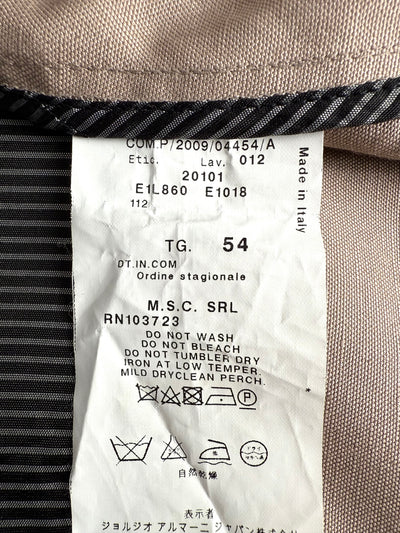 COM.P/2009/04454/A
Etic. Lav. 012
20101
E1L860 E1018
112
Made in Italy
TG. 54
DT.IN.COM
Ordine stagionale
M.S.C. SRL
RN103723
DO NOT WASH
DO NOT BLEACH
DO NOT TUMBLER DRY
IRON AT LOW TEMPER.
MILD DRYCLEAN PERCH.
P
自然乾燥
表示者
ジョルジオ アルマーニ ジャパン株式会社